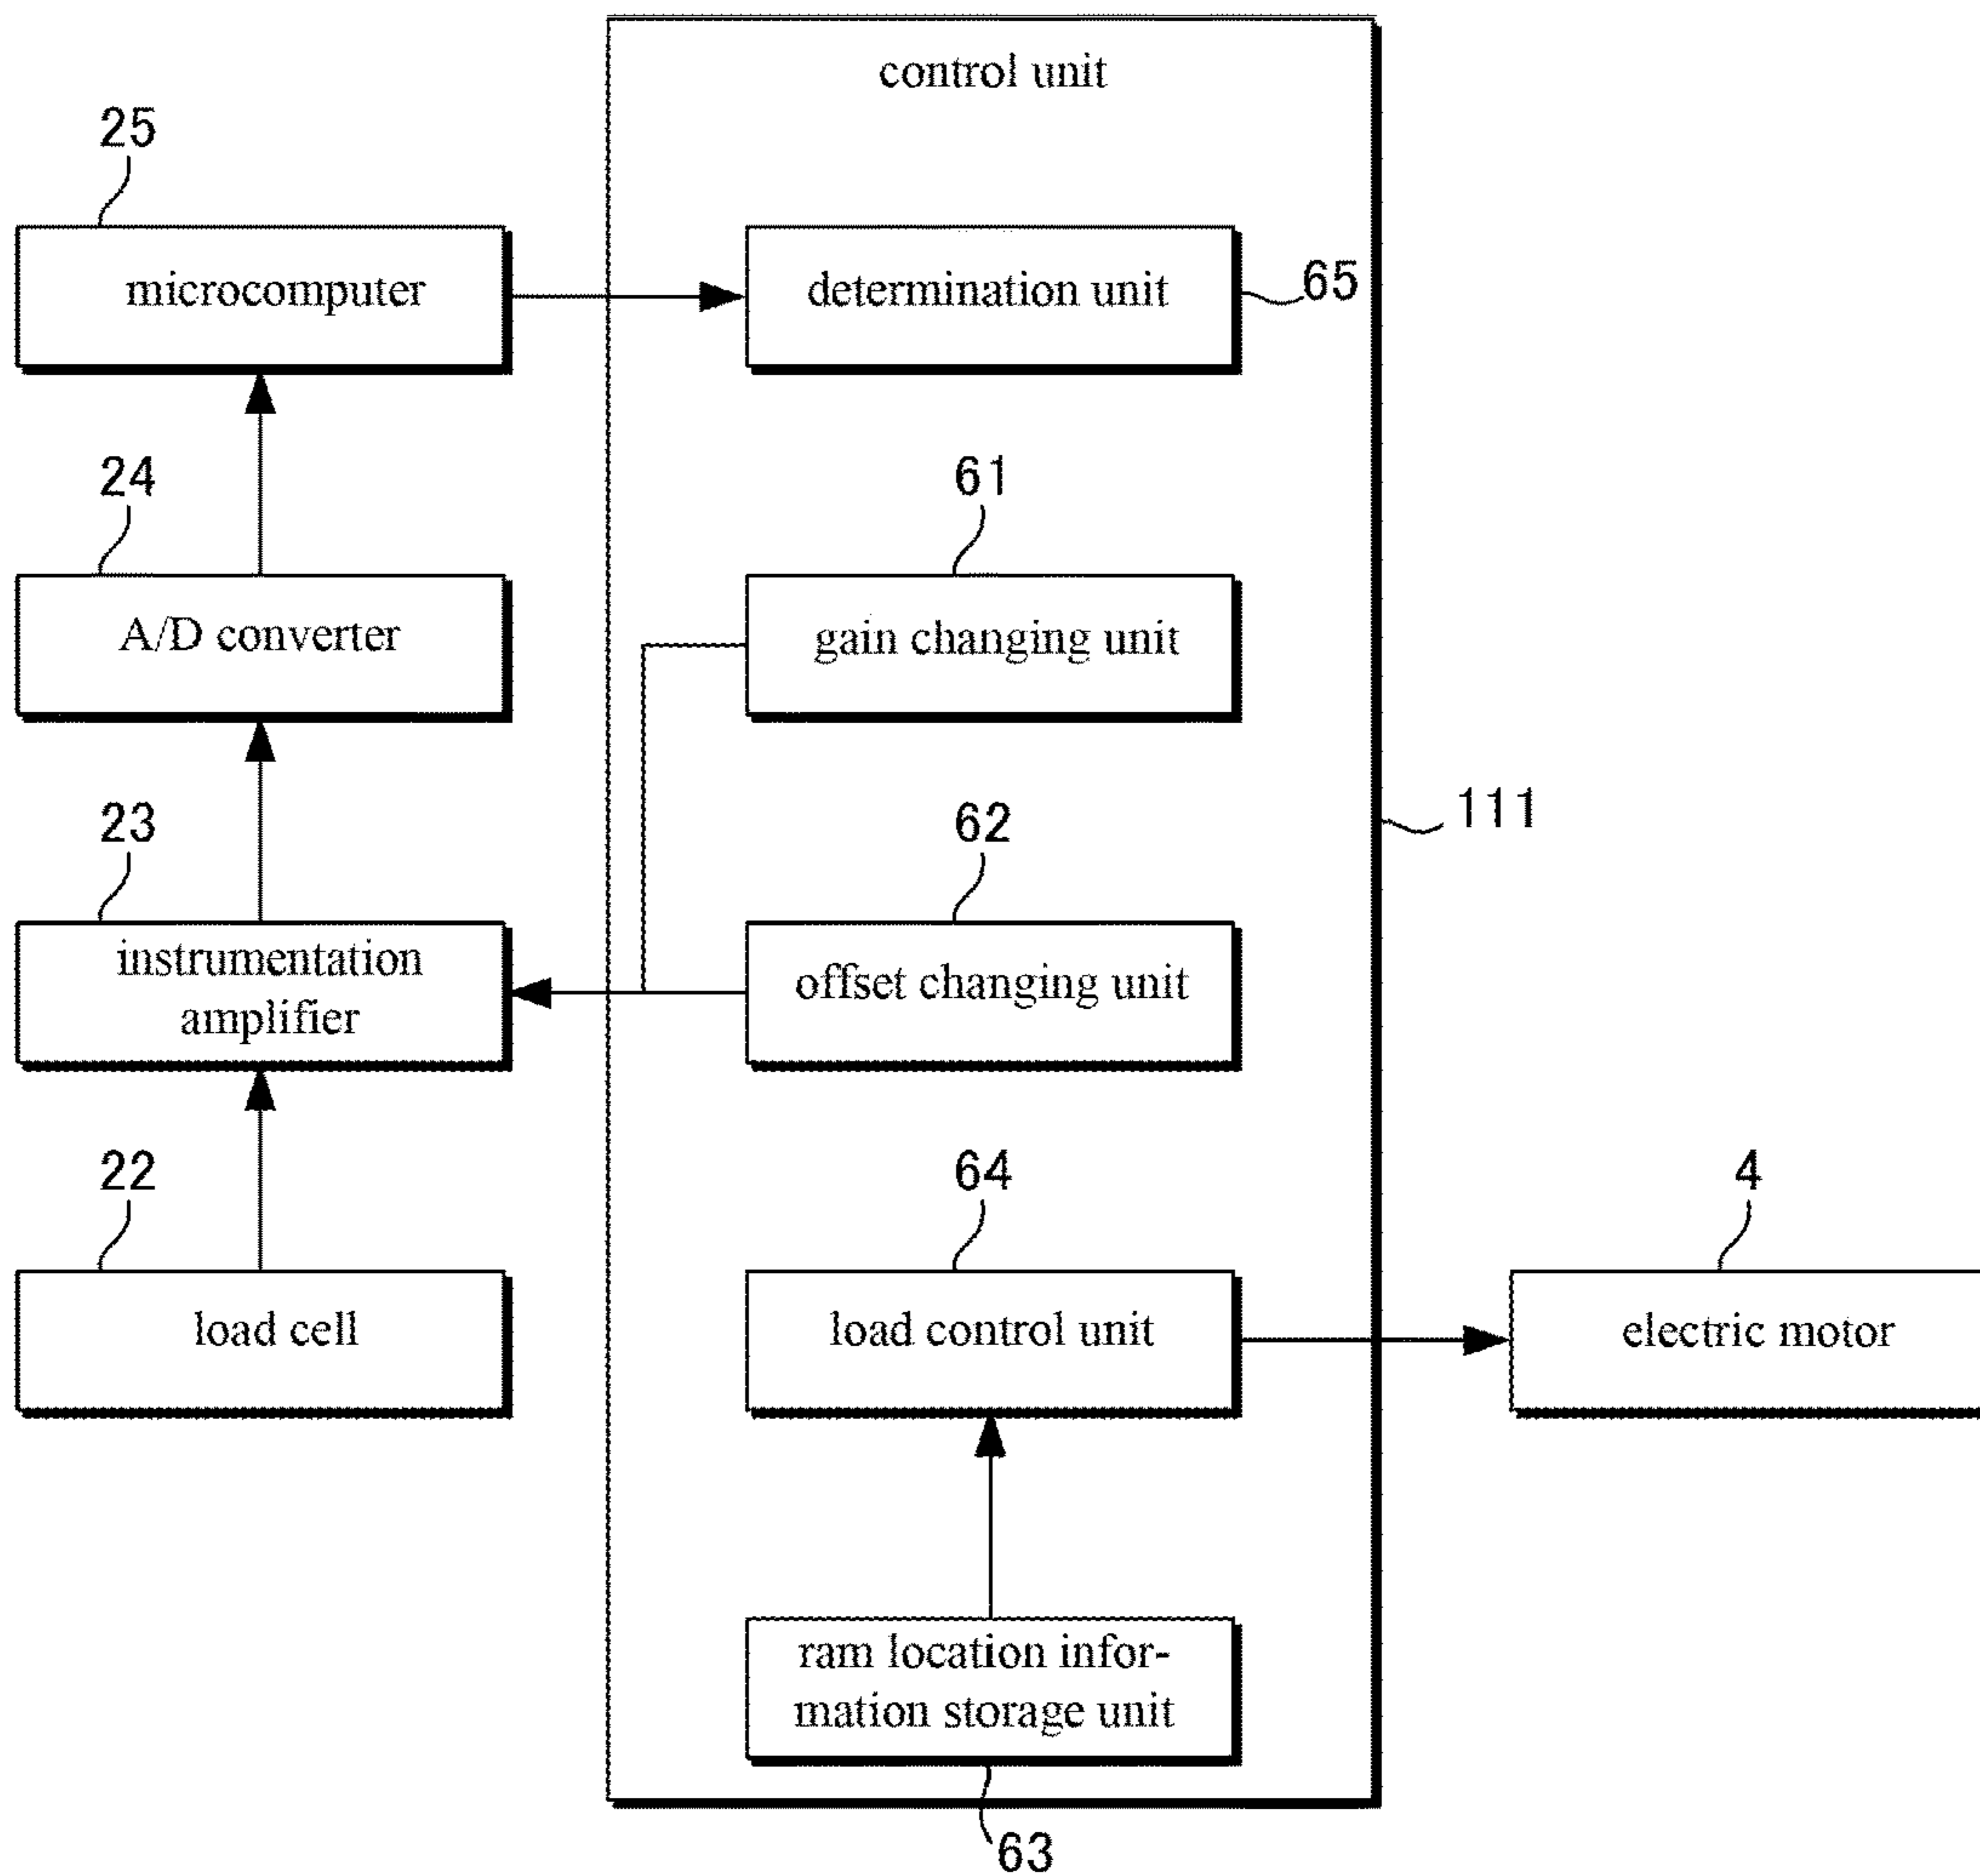 control unit
25
microcomputer
determination unit
65
24
A/D converter
61
gain changing unit
23
instrumentation
amplifier
62
offset changing unit
111
22
load cell
64
load control unit
4
electric motor
ram location infor-
mation storage unit
63